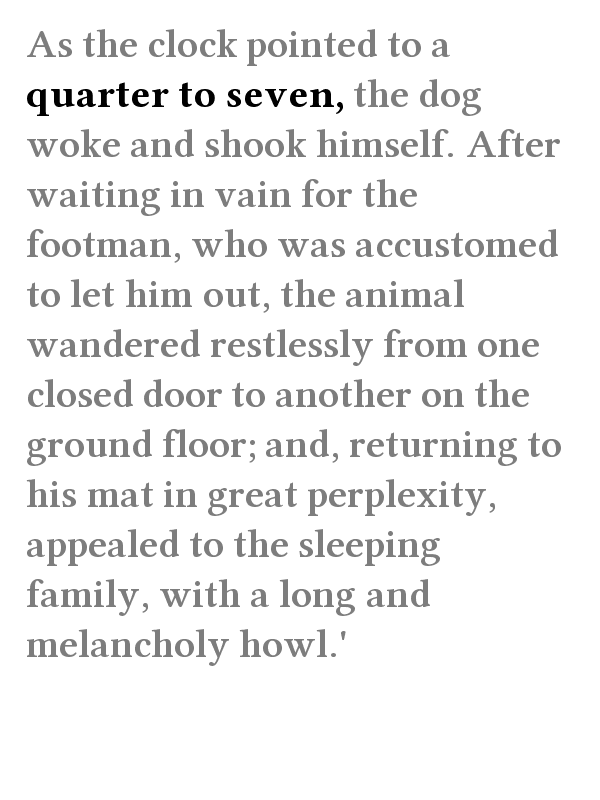 As the clock pointed to a
quarter to seven, the dog
woke and shook himself. After
waiting in vain for the
footman, who was accustomed
to let him out, the animal
wandered restlessly from one
closed door to another on the
ground floor; and, returning to
his mat in great perplexity,
appealed to the sleeping
family, with a long and
melancholy howl.'